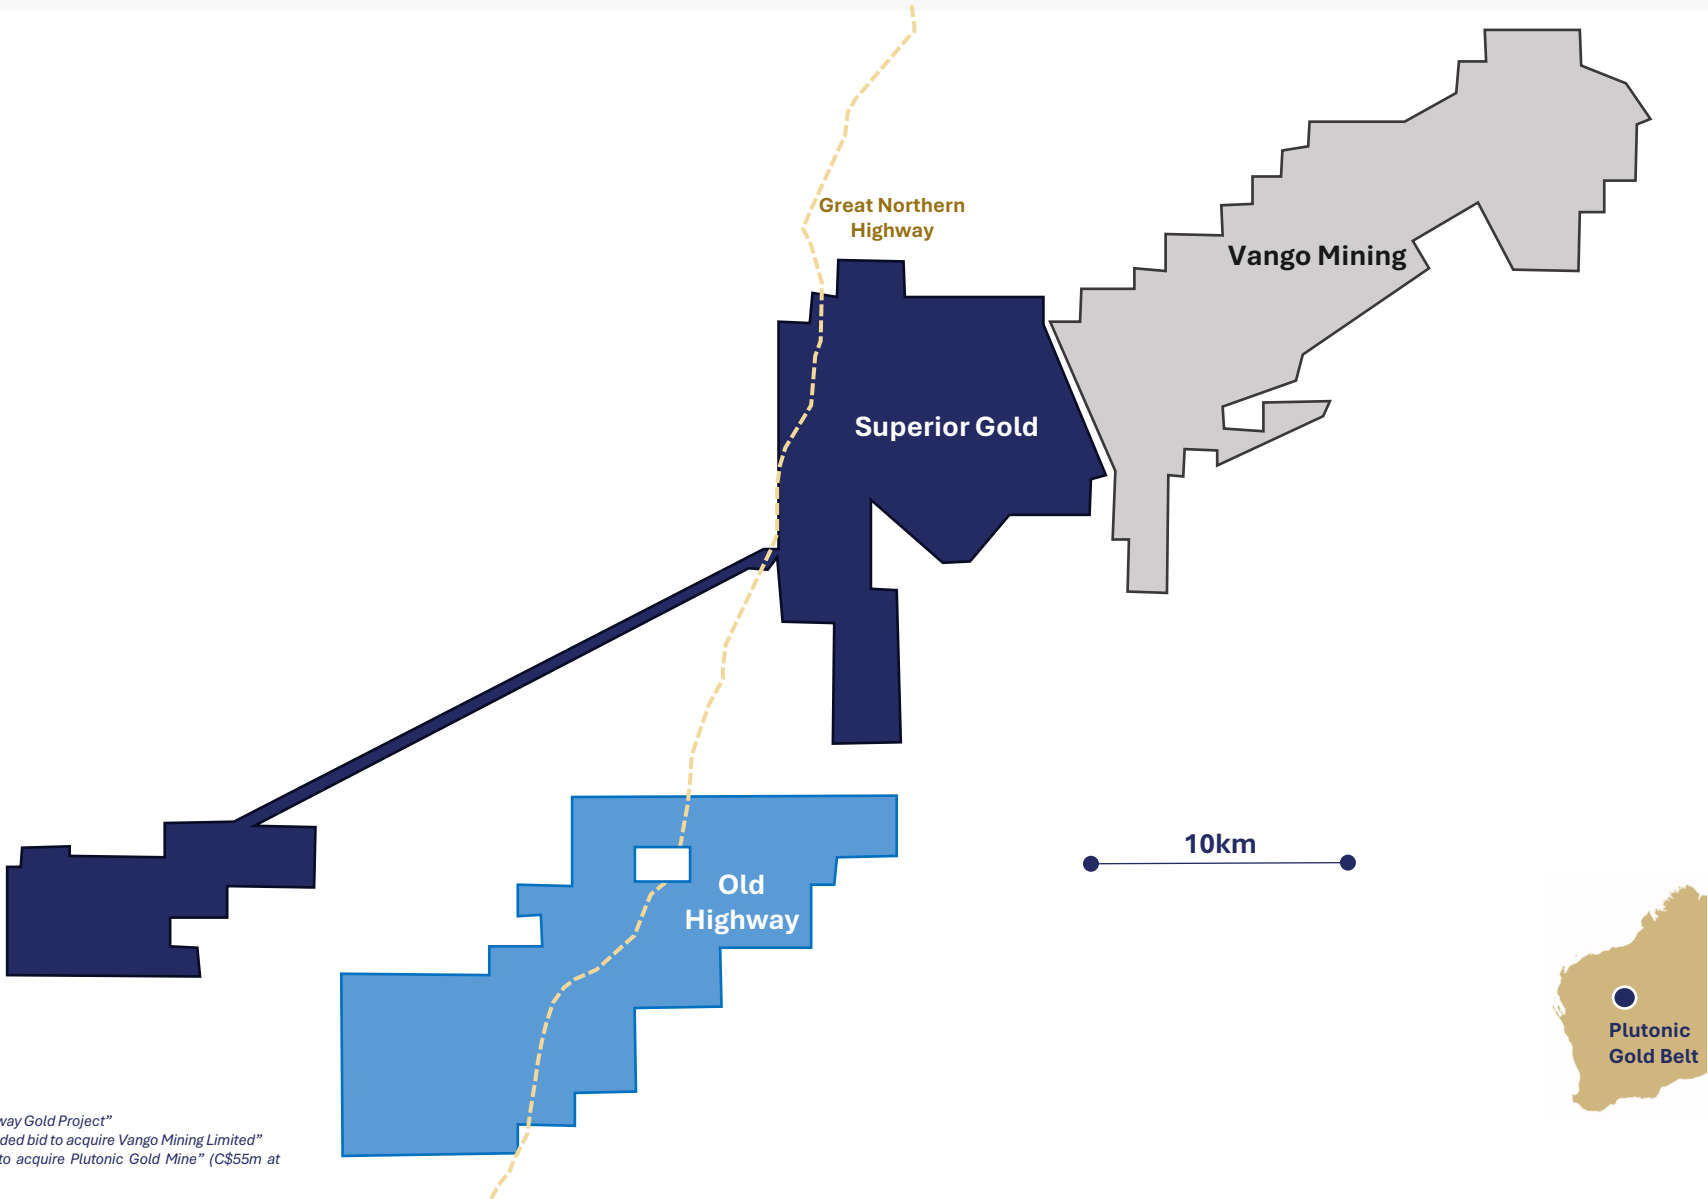 Great Northern
Highway
Vango Mining
Superior Gold
10km
Old
Highway
Plutonic
Gold Belt
way Gold Project”
ded bid to acquire Vango Mining Limited”
to acquire Plutonic Gold Mine” (C$55m at